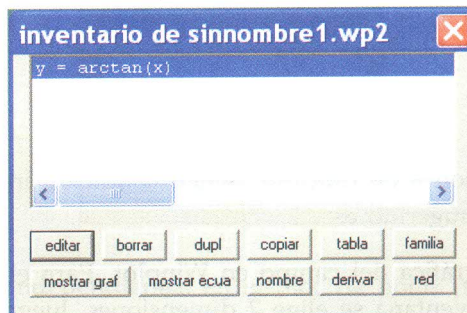 inventario de sinnombre1.wp2
y = arctan(x)
editar borrar dupl copiar tabla familia
mostrar graf mostrar ecua nombre derivar red